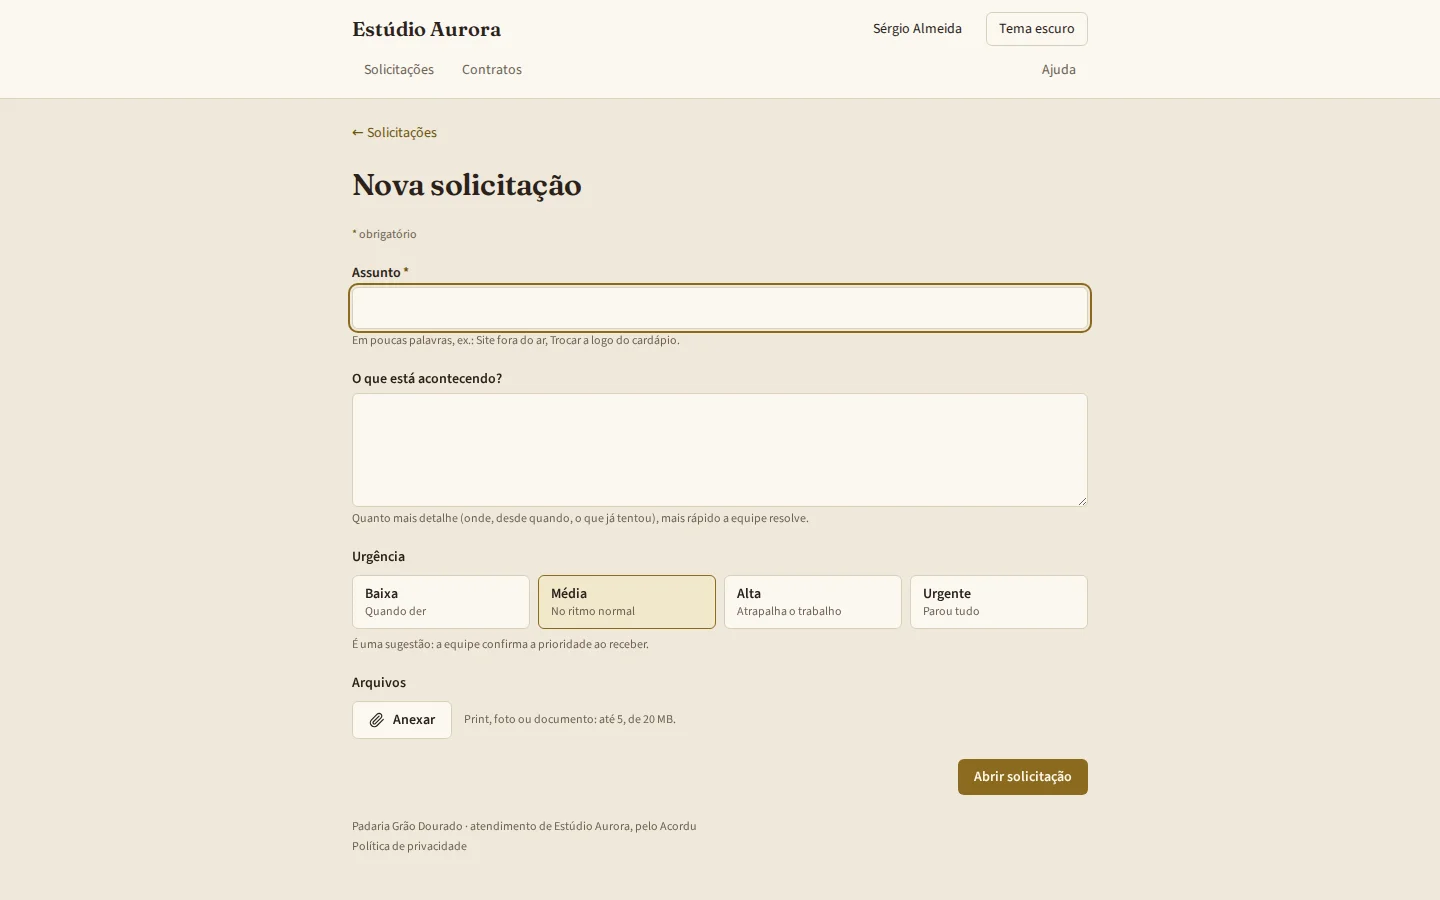 Estúdio Aurora
Sérgio Almeida
Tema escuro
Solicitações
Contratos
Ajuda
← Solicitações
Nova solicitação
* obrigatório
Assunto *
Em poucas palavras, ex.: Site fora do ar, Trocar a logo do cardápio.
O que está acontecendo?
Quanto mais detalhe (onde, desde quando, o que já tentou), mais rápido a equipe resolve.
Urgência
Baixa
Quando der
Média
No ritmo normal
Alta
Atrapalha o trabalho
Urgente
Parou tudo
É uma sugestão: a equipe confirma a prioridade ao receber.
Arquivos
Anexar
Print, foto ou documento: até 5, de 20 MB.
Abrir solicitação
Padaria Grão Dourado · atendimento de Estúdio Aurora, pelo Acordu
Política de privacidade